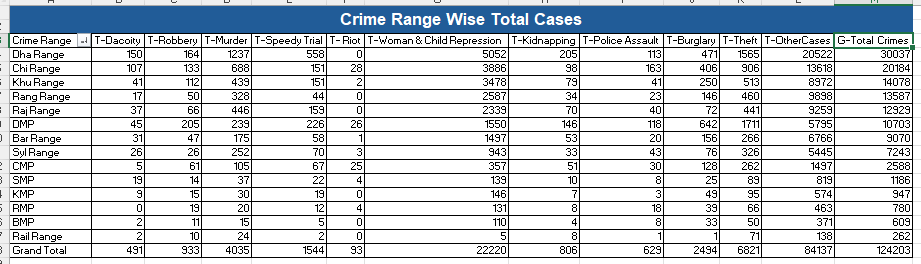 Crime Range Wise Total Cases
Crime Range T-Dacoity T-Robbery T-Murder T-Speedy Trial T- Riot T-Woman & Child Repression T-Kidnapping T-Police Assault T-Burglary T-Theft T-OtherCases G-Total Crimes
Dha Range 150 164 1237 558 0 5052 205 113 471 1565 20522 30037
Chi Range 107 133 688 151 28 3886 98 163 406 906 13618 20184
Khu Range 41 112 439 151 2 3478 79 41 250 513 8972 14078
Rang Range 17 50 328 44 0 2587 34 23 146 460 9898 13587
Raj Range 37 66 446 159 0 2339 70 40 72 441 9259 12929
DMP 45 205 239 226 26 1550 146 118 642 1711 5795 10703
Bar Range 31 47 175 58 1 1497 53 20 156 266 6766 9070
Syl Range 26 26 252 70 3 943 33 43 76 326 5445 7243
CMP 5 61 105 67 25 357 51 30 128 262 1497 2588
SMP 19 14 37 22 4 139 10 8 25 89 819 1186
KMP 9 15 30 19 0 146 7 3 49 95 574 947
RMP 0 19 20 12 4 131 8 18 39 66 463 780
BMP 2 11 15 5 0 110 4 8 33 50 371 609
Rail Range 2 10 24 2 0 5 8 1 1 71 138 262
Grand Total 491 933 4035 1544 93 22220 806 629 2494 6821 84137 124203